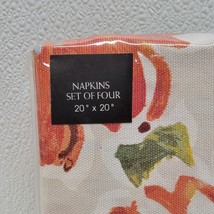 NAPKINS
SET OF FOUR
20" x 20"